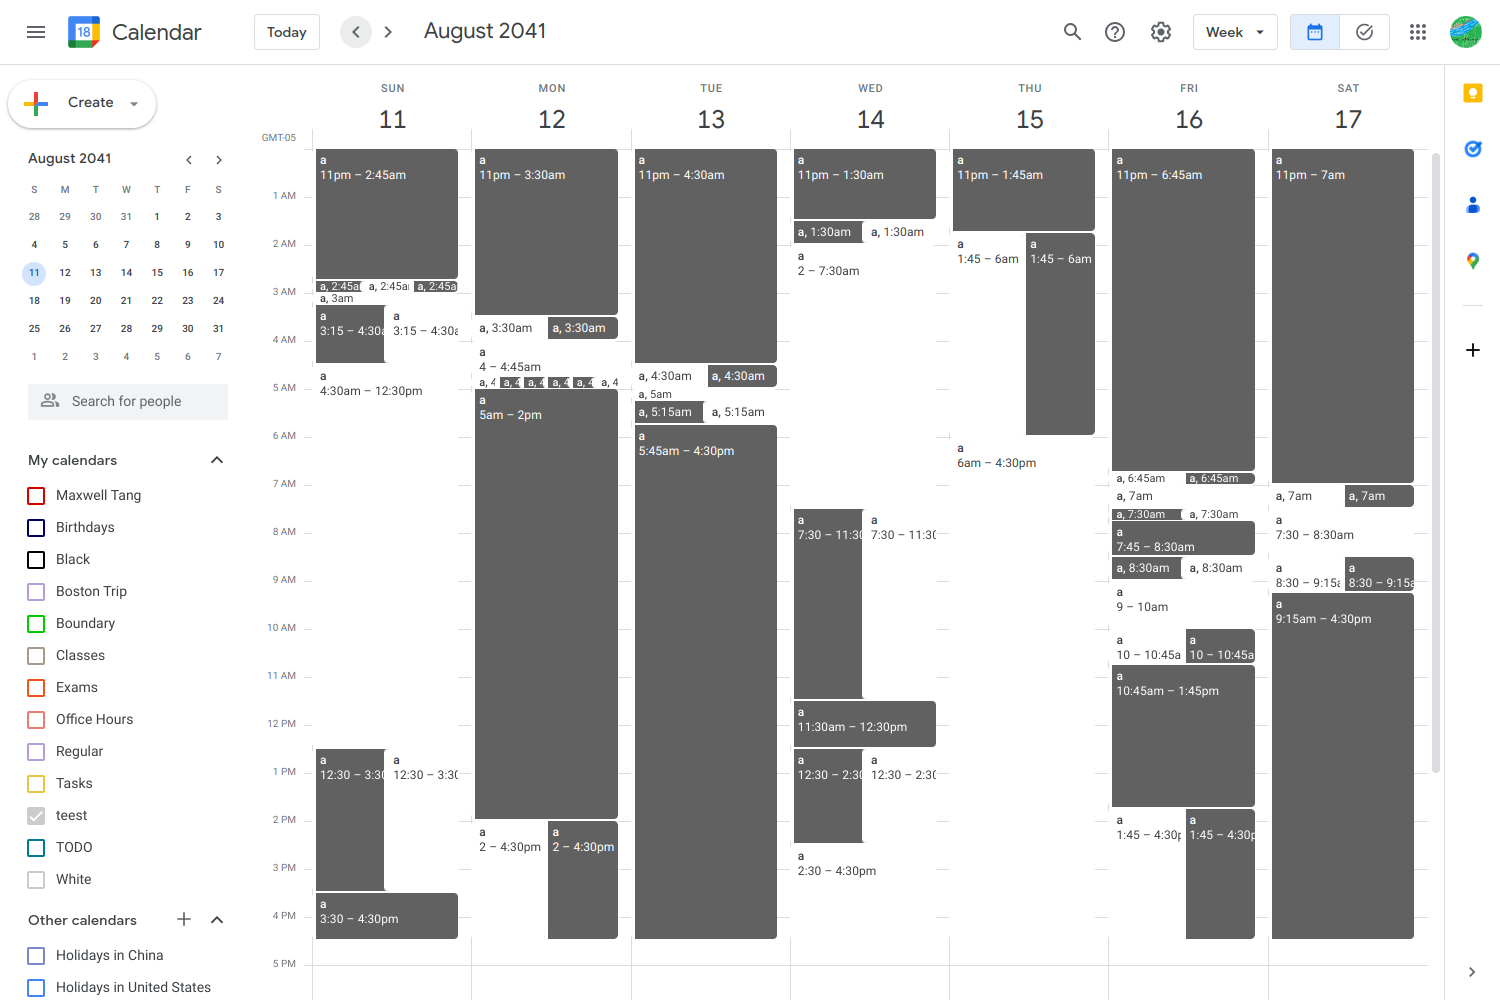 18 Calendar
Today
August 2041
Week
Create
August 2041
S M T W T F S
28 29 30 31 1 2 3
4 5 6 7 8 9 10
11 12 13 14 15 16 17
18 19 20 21 22 23 24
25 26 27 28 29 30 31
1 2 3 4 5 6 7
Search for people
My calendars
Maxwell Tang
Birthdays
Black
Boston Trip
Boundary
Classes
Exams
Office Hours
Regular
Tasks
teest
TODO
White
Other calendars
Holidays in China
Holidays in United States
GMT-05
1 AM
2 AM
3 AM
4 AM
5 AM
6 AM
7 AM
8 AM
9 AM
10 AM
11 AM
12 PM
1 PM
2 PM
3 PM
4 PM
5 PM
SUN
11
a
11pm – 2:45am
a, 2:45a
a, 2:45a
a, 2:45a
a, 3am
a
3:15 – 4:30a
a
3:15 – 4:30a
a
4:30am – 12:30pm
a
12:30 – 3:30
a
12:30 – 3:30
a
3:30 – 4:30pm
MON
12
a
11pm – 3:30am
a, 3:30am
a, 3:30am
a
4 – 4:45am
a, 4
a, 4
a, 4
a, 4
a, 4
a, 4
a
5am – 2pm
a
2 – 4:30pm
a
2 – 4:30pm
TUE
13
a
11pm – 4:30am
a, 4:30am
a, 4:30am
a, 5am
a, 5:15am
a, 5:15am
a
5:45am – 4:30pm
WED
14
a
11pm – 1:30am
a, 1:30am
a, 1:30am
a
2 – 7:30am
a
7:30 – 11:30
a
7:30 – 11:30
a
11:30am – 12:30pm
a
12:30 – 2:30
a
12:30 – 2:30
a
2:30 – 4:30pm
THU
15
a
11pm – 1:45am
a
1:45 – 6am
a
1:45 – 6am
a
6am – 4:30pm
FRI
16
a
11pm – 6:45am
a, 6:45am
a, 6:45am
a, 7am
a, 7:30am
a, 7:30am
a
7:45 – 8:30am
a, 8:30am
a, 8:30am
a
9 – 10am
a
10 – 10:45a
a
10 – 10:45a
a
10:45am – 1:45pm
a
1:45 – 4:30p
a
1:45 – 4:30p
SAT
17
a
11pm – 7am
a, 7am
a, 7am
a
7:30 – 8:30am
a
8:30 – 9:15a
a
8:30 – 9:15a
a
9:15am – 4:30pm